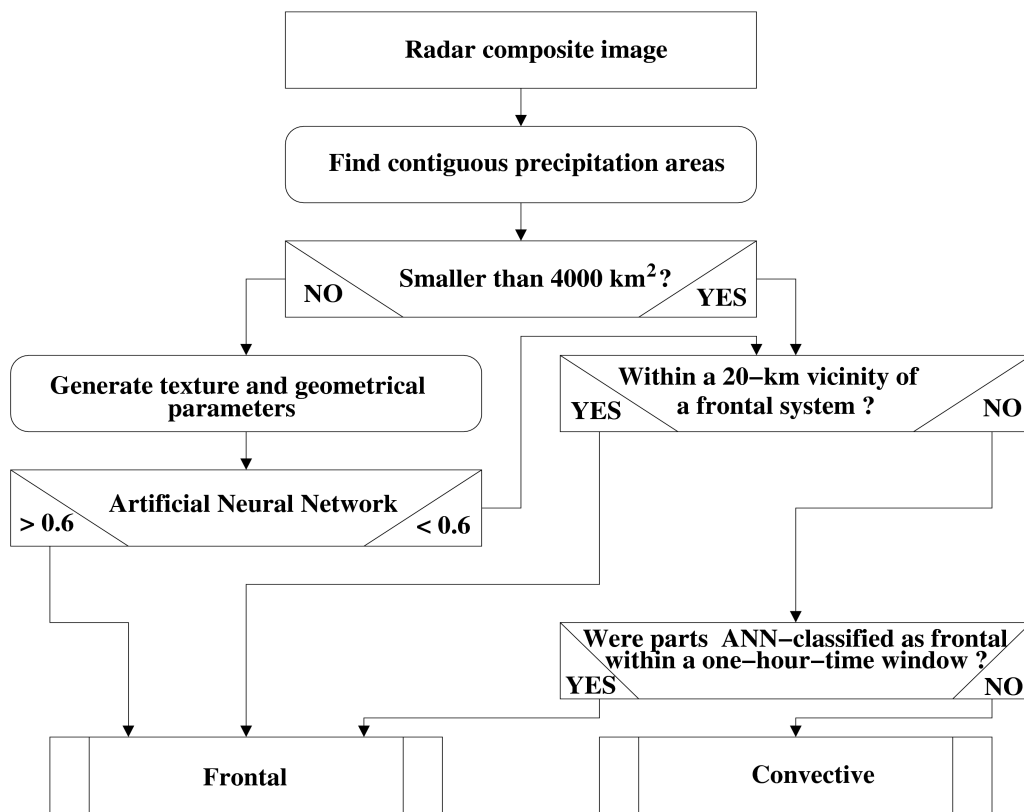 Radar composite image
Find contiguous precipitation areas
Smaller than 4000 km²?
NO
YES
Generate texture and geometrical
parameters
Within a 20−km vicinity of
a frontal system ?
YES
NO
Artificial Neural Network
> 0.6
< 0.6
Were parts ANN−classified as frontal
within a one−hour−time window ?
YES
NO
Frontal
Convective